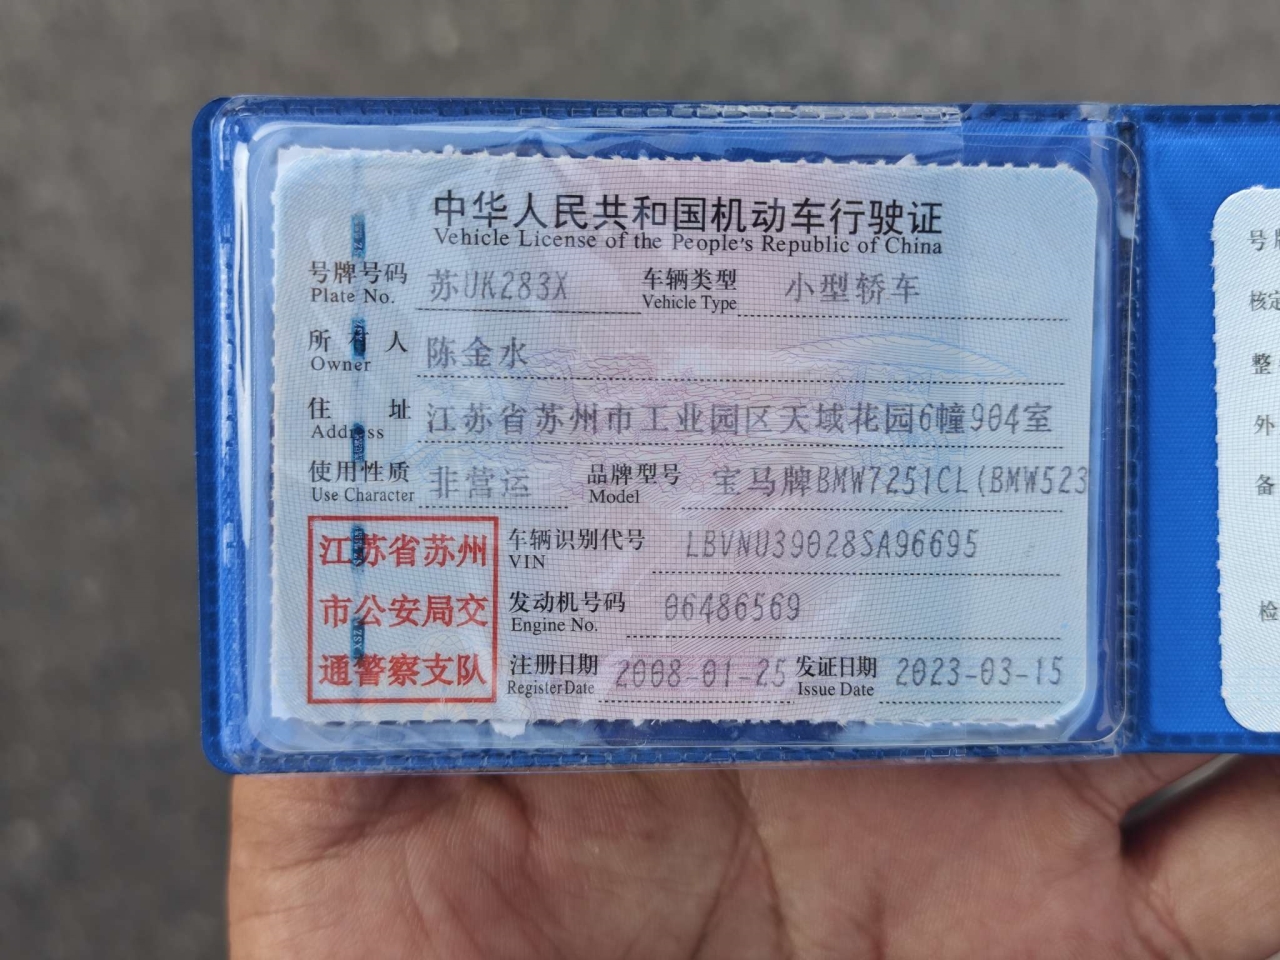 中华人民共和国机动车行驶证
Vehicle License of the People's Republic of China
号牌号码 苏UK283X 车辆类型 小型轿车
Plate No. Vehicle Type
所有人 陈金水
Owner
住址 江苏省苏州市工业园区天域花园6幢904室
Address
使用性质 非营运 品牌型号 宝马牌BMW7251CL(BMW523
Use Character Model
江苏省苏州
市公安局交
通警察支队
车辆识别代号 LBVNU39028SA96695
VIN
发动机号码 06486569
Engine No.
注册日期 2008-01-25 发证日期 2023-03-15
Register Date Issue Date
号
核定
整
外
备
检